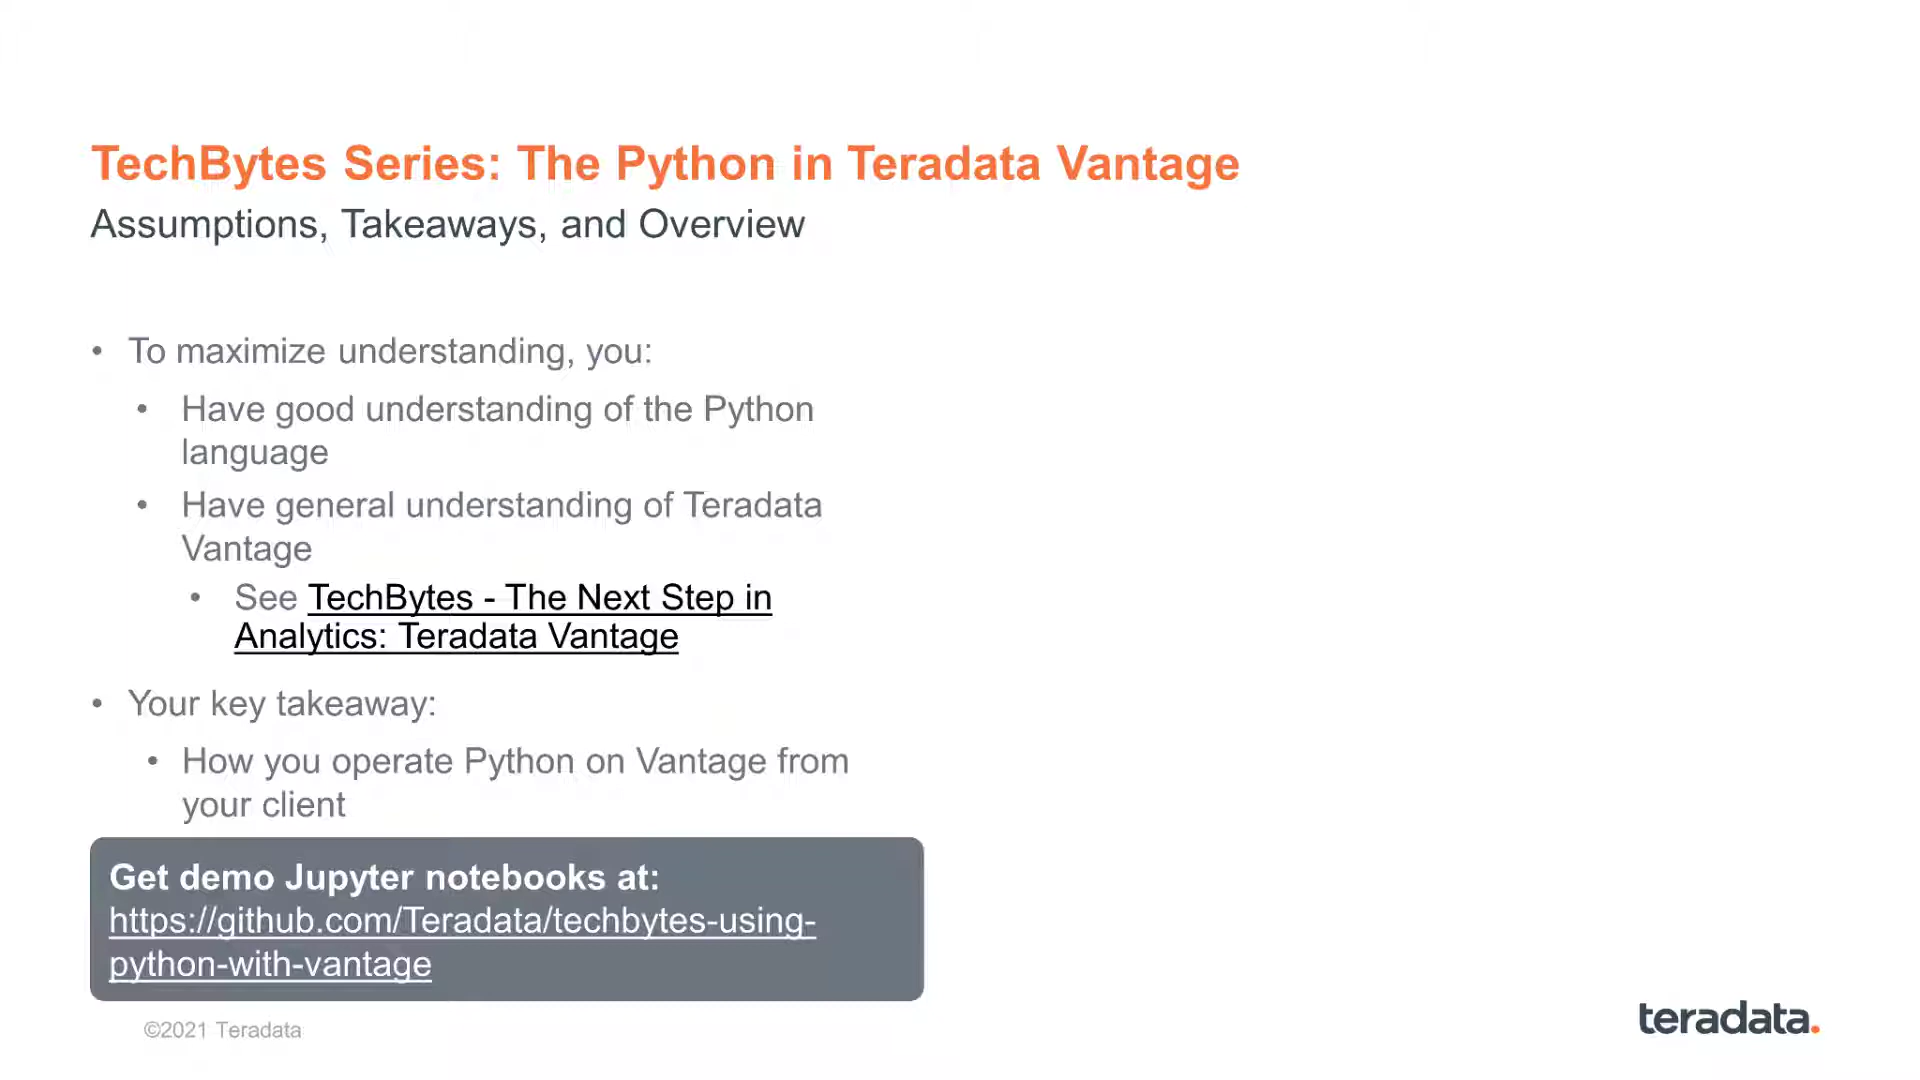 TechBytes Series: The Python in Teradata Vantage
Assumptions, Takeaways, and Overview
• To maximize understanding, you:
• Have good understanding of the Python
language
• Have general understanding of Teradata
Vantage
• See TechBytes - The Next Step in
Analytics: Teradata Vantage
• Your key takeaway:
• How you operate Python on Vantage from
your client
Get demo Jupyter notebooks at:
https://github.com/Teradata/techbytes-using-
python-with-vantage
©2021 Teradata
teradata.